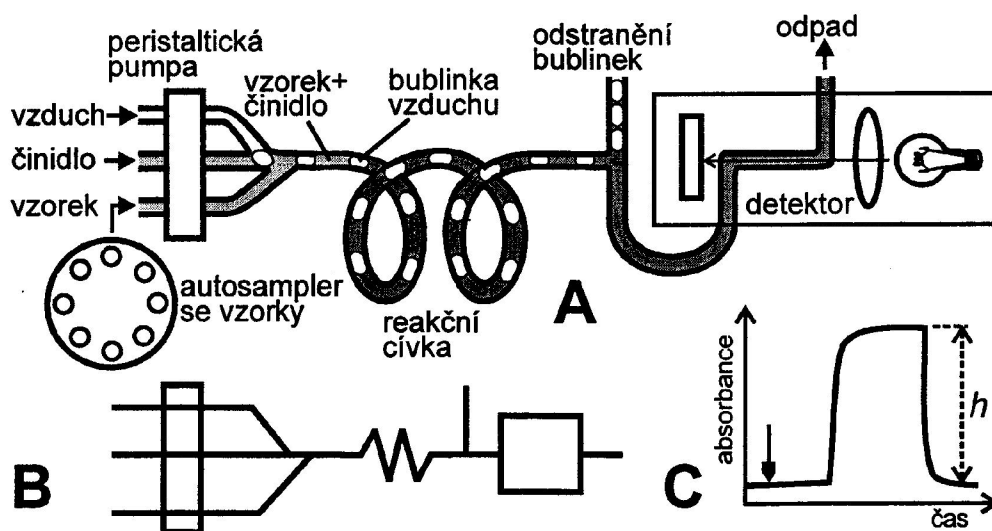 peristaltická
pumpa
vzduch
činidlo
vzorek
vzorek+
činidlo
bublinka
vzduchu
odstranění
bublinek
odpad
detektor
autosampler
se vzorky
reakční
cívka
A
B
C
absorbance
h
čas